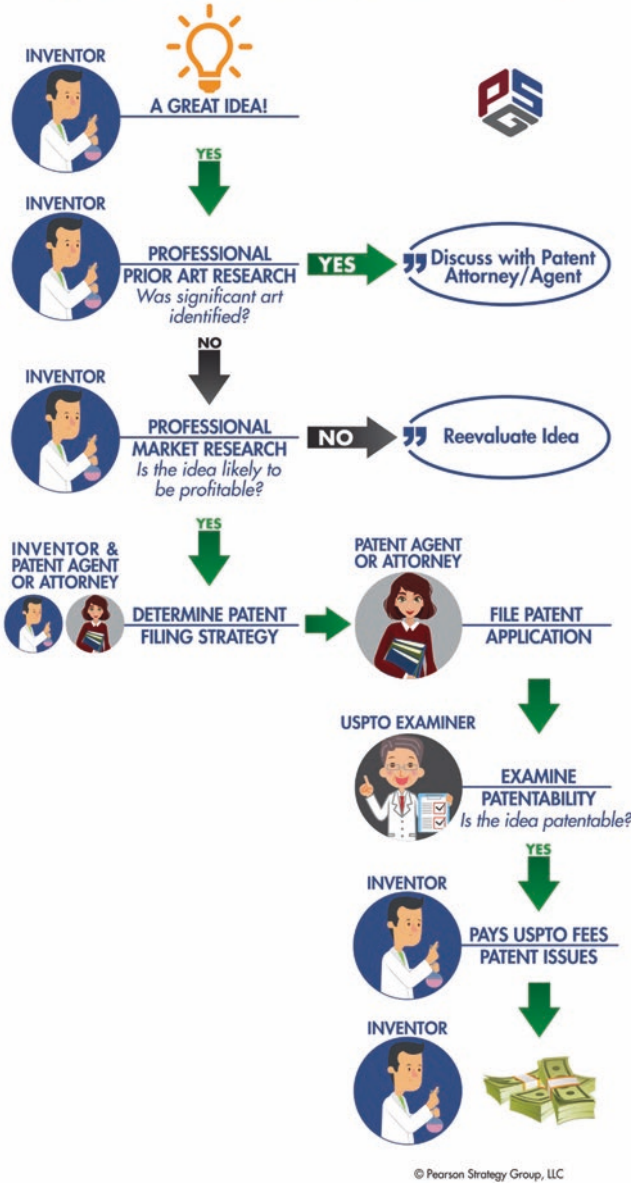 INVENTOR
A GREAT IDEA!
PSG
YES
INVENTOR
PROFESSIONAL
PRIOR ART RESEARCH
Was significant art
identified?
YES
Discuss with Patent
Attorney/Agent
NO
INVENTOR
PROFESSIONAL
MARKET RESEARCH
Is the idea likely to
be profitable?
NO
Reevaluate Idea
YES
INVENTOR &
PATENT AGENT
OR ATTORNEY
DETERMINE PATENT
FILING STRATEGY
PATENT AGENT
OR ATTORNEY
FILE PATENT
APPLICATION
USPTO EXAMINER
EXAMINE
PATENTABILITY
Is the idea patentable?
YES
INVENTOR
PAYS USPTO FEES
PATENT ISSUES
INVENTOR
© Pearson Strategy Group, LLC